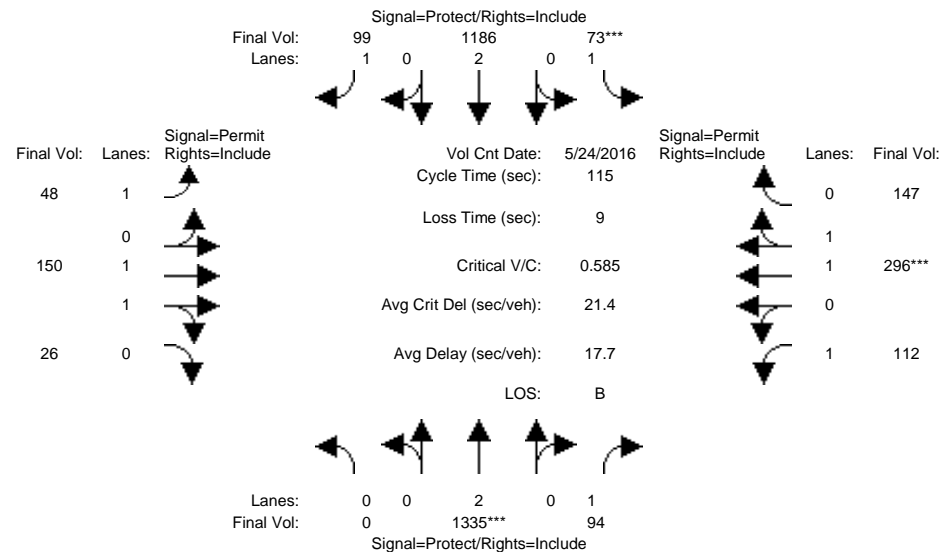 Signal=Protect/Rights=Include
Final Vol: 99 1186 73***
Lanes: 1 0 2 0 1
Signal=Permit Signal=Permit
Final Vol: Lanes: Rights=Include Vol Cnt Date: 5/24/2016 Rights=Include Lanes: Final Vol:
Cycle Time (sec): 115
48 1 0 147
Loss Time (sec): 9
0 1
150 1 Critical V/C: 0.585 1 296***
1 Avg Crit Del (sec/veh): 21.4 0
26 0 Avg Delay (sec/veh): 17.7 1 112
LOS: B
Lanes: 0 0 2 0 1
Final Vol: 0 1335*** 94
Signal=Protect/Rights=Include